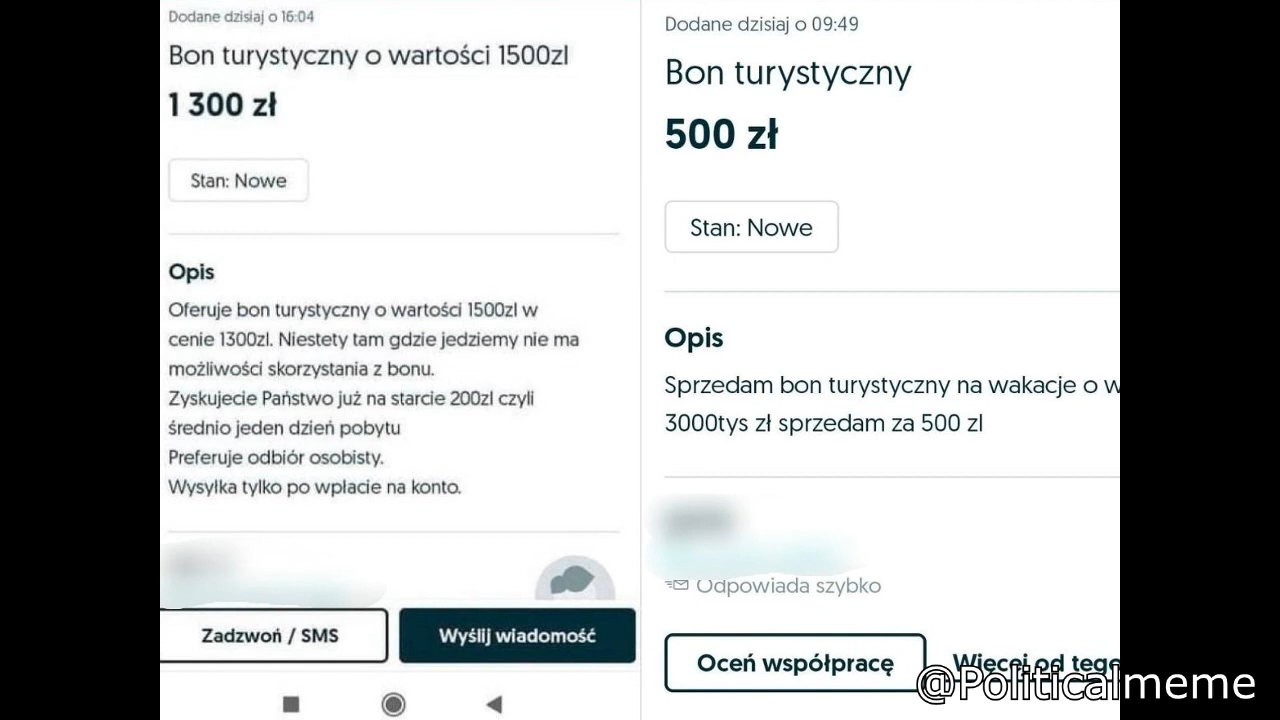 Dodane dzisiaj o 16:04
Bon turystyczny o wartości 1500zl
1 300 zł
Stan: Nowe
Opis
Oferuje bon turystyczny o wartości 1500zl w
cenie 1300zl. Niestety tam gdzie jedziemy nie ma
możliwości skorzystania z bonu.
Zyskujecie Państwo już na starcie 200zl czyli
średnio jeden dzień pobytu
Preferuje odbiór osobisty.
Wysyłka tylko po wpłacie na konto.
Zadzwoń / SMS
Wyślij wiadomość
Dodane dzisiaj o 09:49
Bon turystyczny
500 zł
Stan: Nowe
Opis
Sprzedam bon turystyczny na wakacje o w
3000tys zł sprzedam za 500 zl
Odpowiada szybko
Oceń współpracę
Więcej od tego
@Politicalmeme